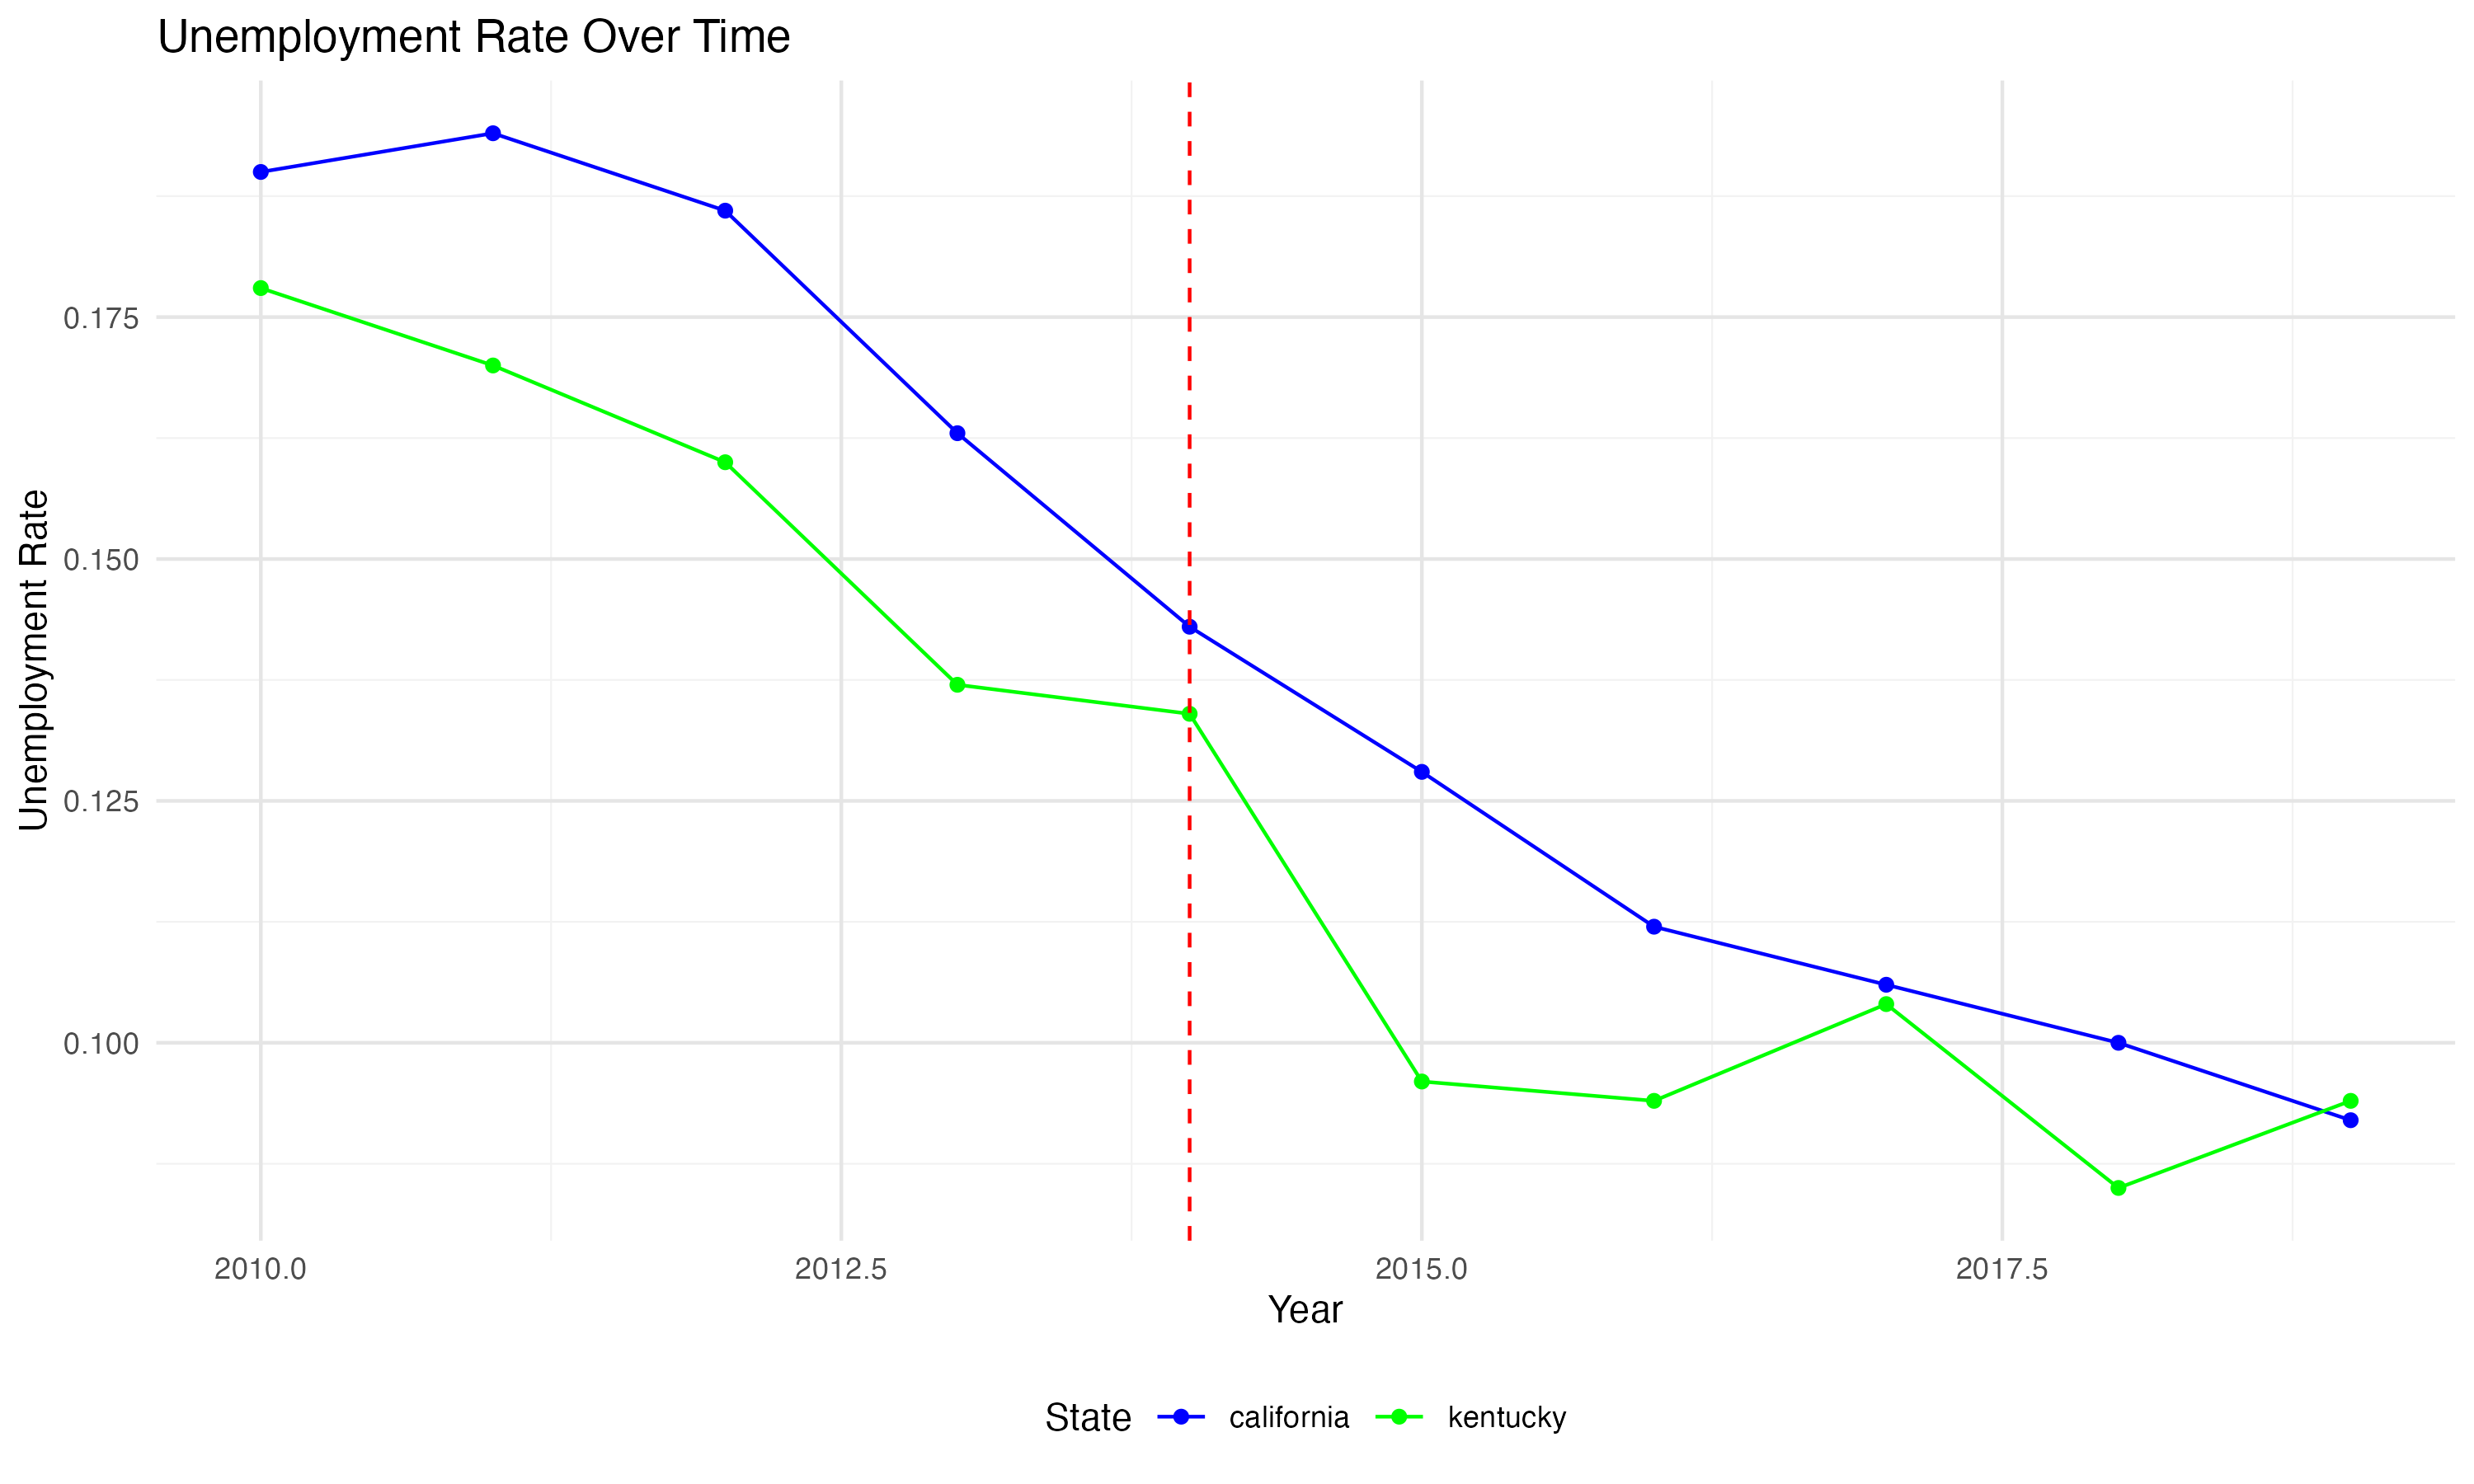 Unemployment Rate Over Time
Unemployment Rate
0.175
0.150
0.125
0.100
2010.0 2012.5 2015.0 2017.5
Year
State california kentucky